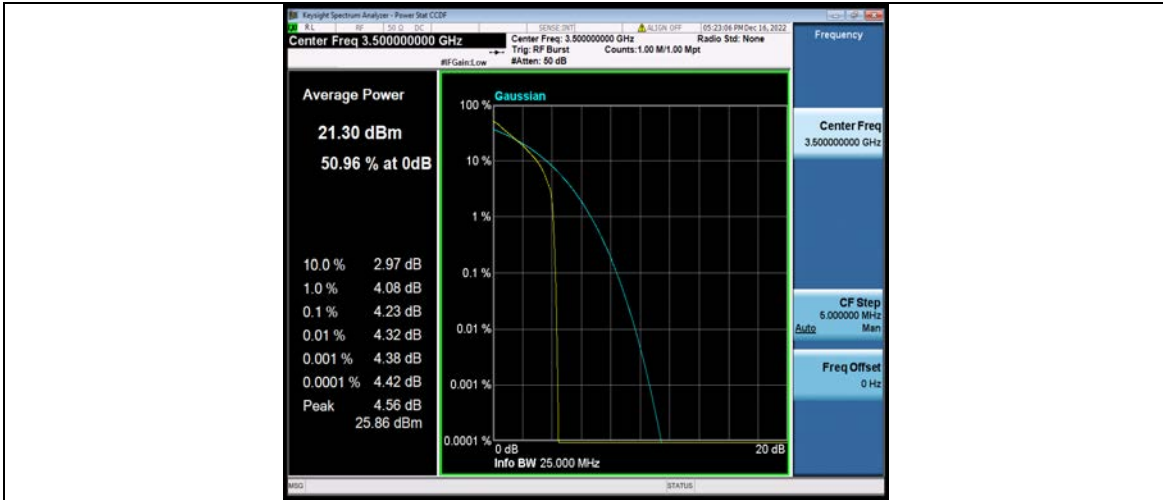 Keysight Spectrum Analyzer - Power Stat CCDF
RL RF 50 Ω DC SENSE:INT ALIGN OFF 05:23:06 PM Dec 16, 2022
Center Freq 3.500000000 GHz
Center Freq: 3.500000000 GHz Radio Std: None
Trig: RF Burst Counts:1.00 M/1.00 Mpt
#IFGain:Low #Atten: 50 dB
Frequency
Average Power
21.30 dBm
50.96 % at 0dB
10.0 % 2.97 dB
1.0 % 4.08 dB
0.1 % 4.23 dB
0.01 % 4.32 dB
0.001 % 4.38 dB
0.0001 % 4.42 dB
Peak 4.56 dB
25.86 dBm
Gaussian
100 %
10 %
1 %
0.1 %
0.01 %
0.001 %
0.0001 %
0 dB 20 dB
Info BW 25.000 MHz
Center Freq
3.500000000 GHz
CF Step
5.000000 MHz
Auto Man
Freq Offset
0 Hz
MSG STATUS